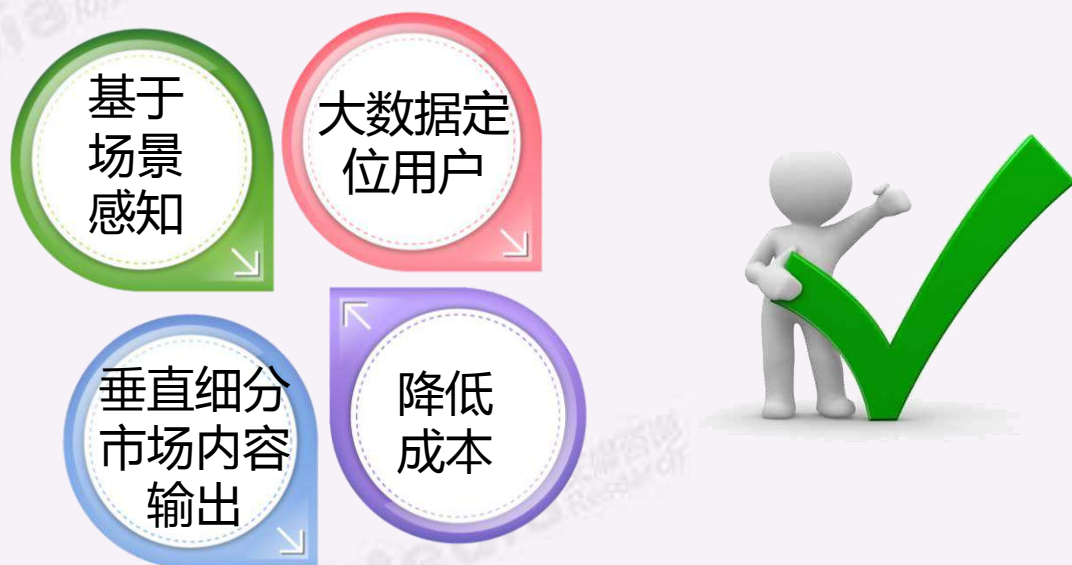 基于
场景
感知
大数据定
位用户
垂直细分
市场内容
输出
降低
成本